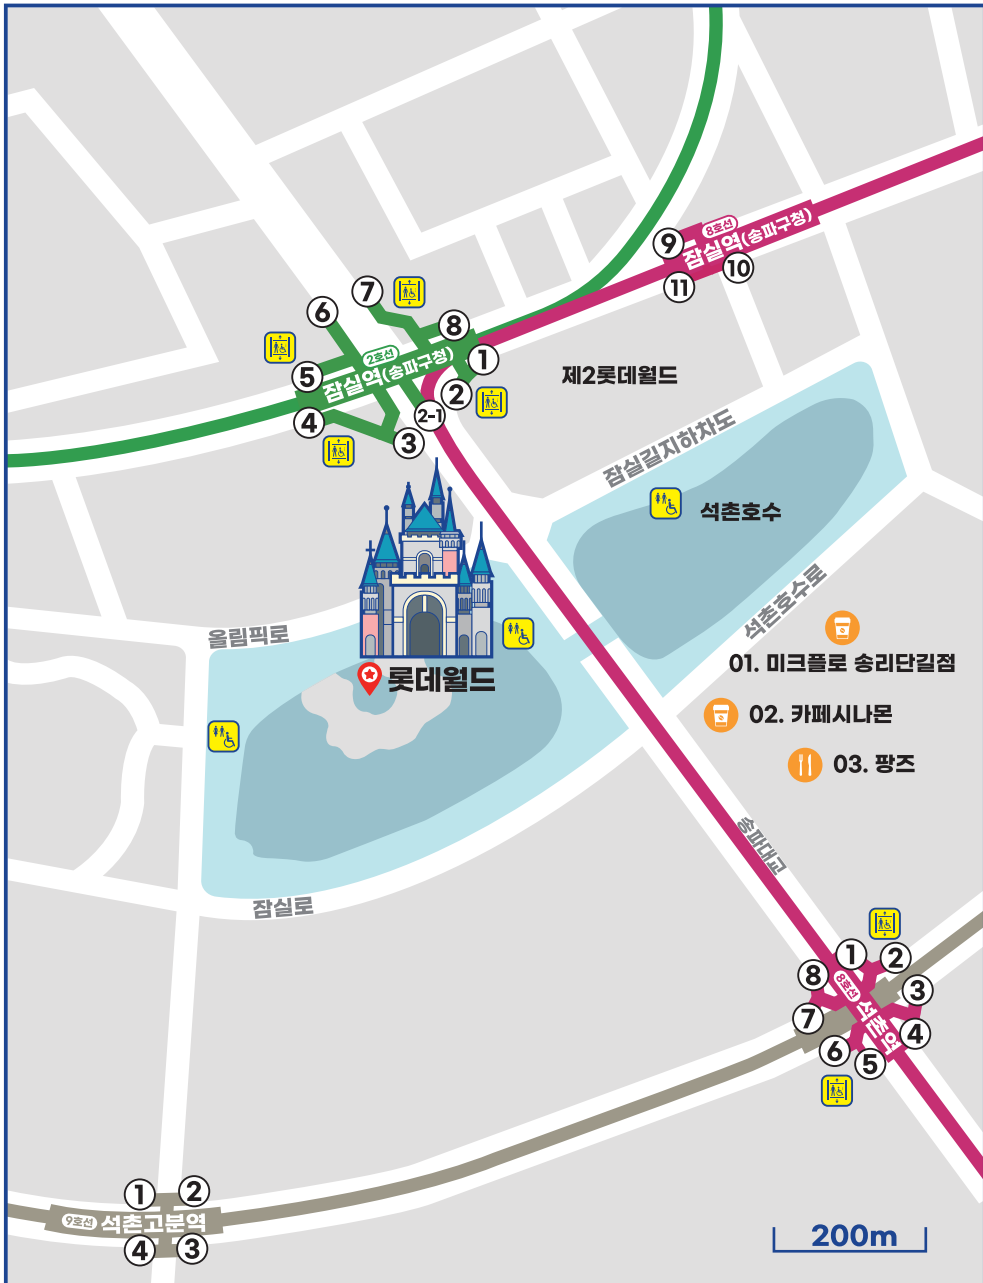 8호선
잠실역(송파구청)
9
10
11
7
6
8
5
2호선
잠실역(송파구청)
1
2
4
2-1
3
제2롯데월드
잠실길지하차도
석촌호수
석촌호수로
올림픽로
롯데월드
01. 미크플로 송리단길점
02. 카페시나몬
03. 팡즈
송파대교
잠실로
1
2
8
3
8호선
석촌역
7
4
6
5
1
2
9호선 석촌고분역
4
3
200m